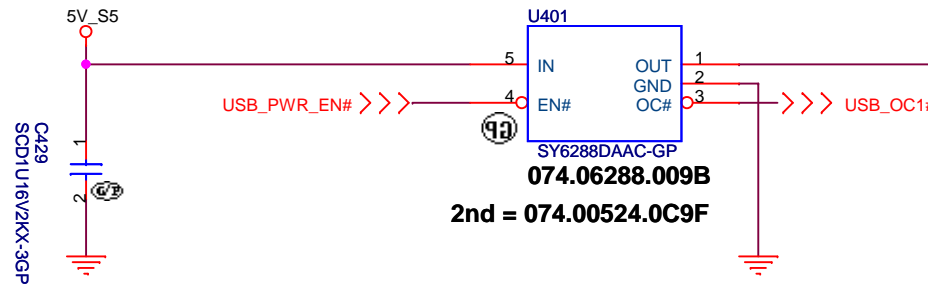 5V_S5
U401
5
IN
OUT
1
GND
2
USB_PWR_EN#
4
EN#
OC#
3
USB_OC1#
GP
SY6288DAAC-GP
074.06288.009B
2nd = 074.00524.0C9F
C429
SCD1U16V2KX-3GP
1
2
G/P